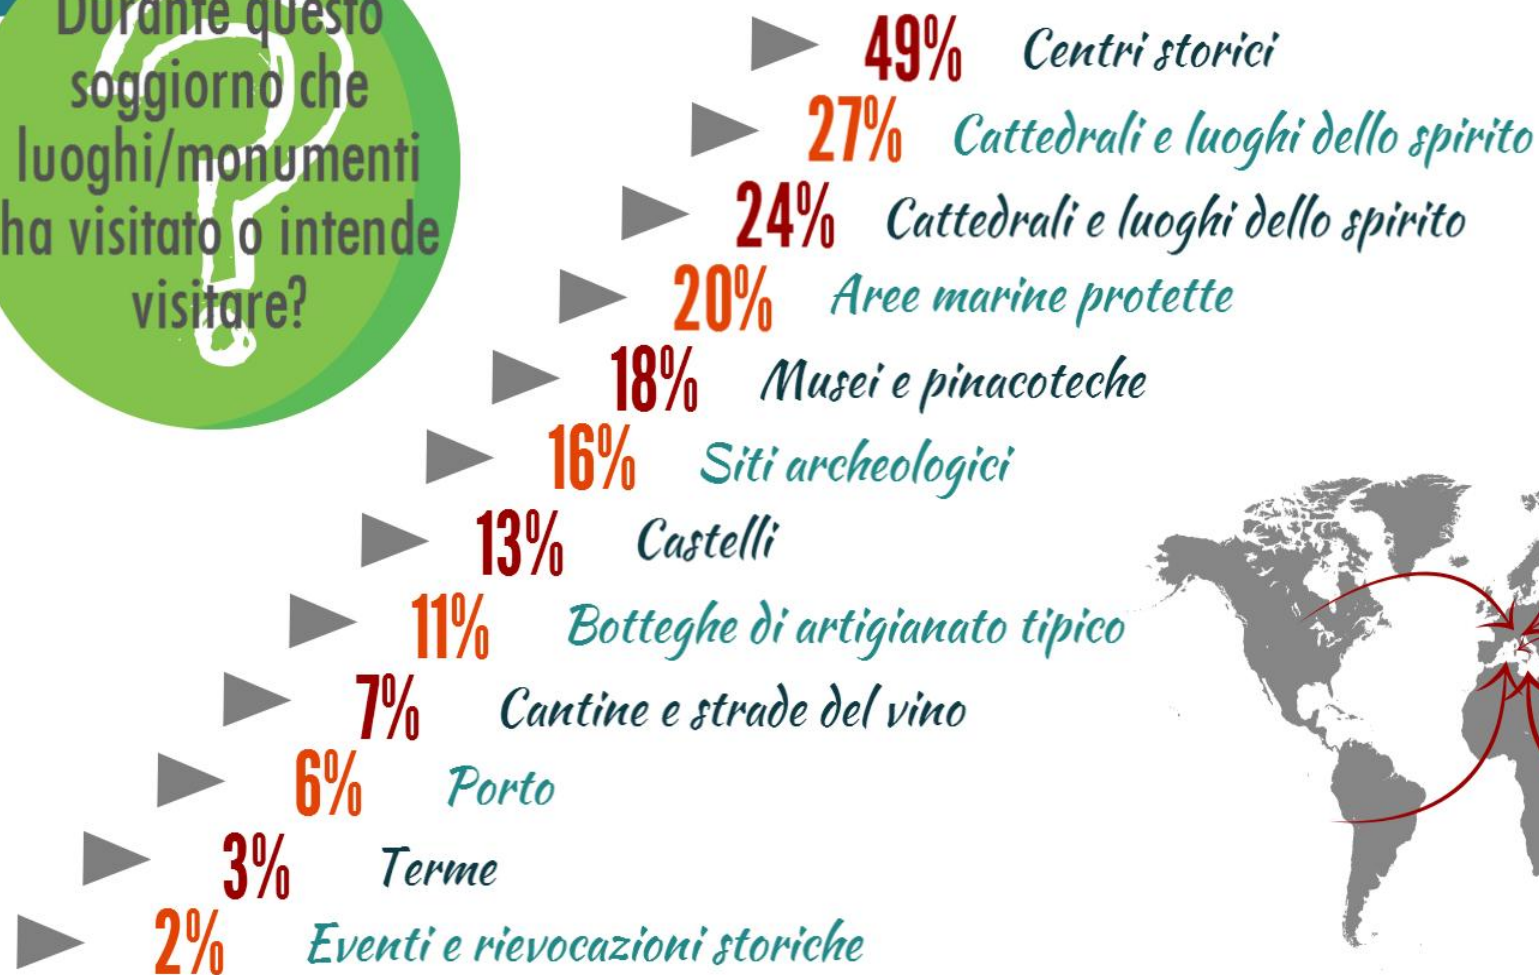 Durante questo
soggiorno che
luoghi/monumenti
ha visitato o intende
visitare?
49% Centri storici
27% Cattedrali e luoghi dello spirito
24% Cattedrali e luoghi dello spirito
20% Aree marine protette
18% Musei e pinacoteche
16% Siti archeologici
13% Castelli
11% Botteghe di artigianato tipico
7% Cantine e strade del vino
6% Porto
3% Terme
2% Eventi e rievocazioni storiche